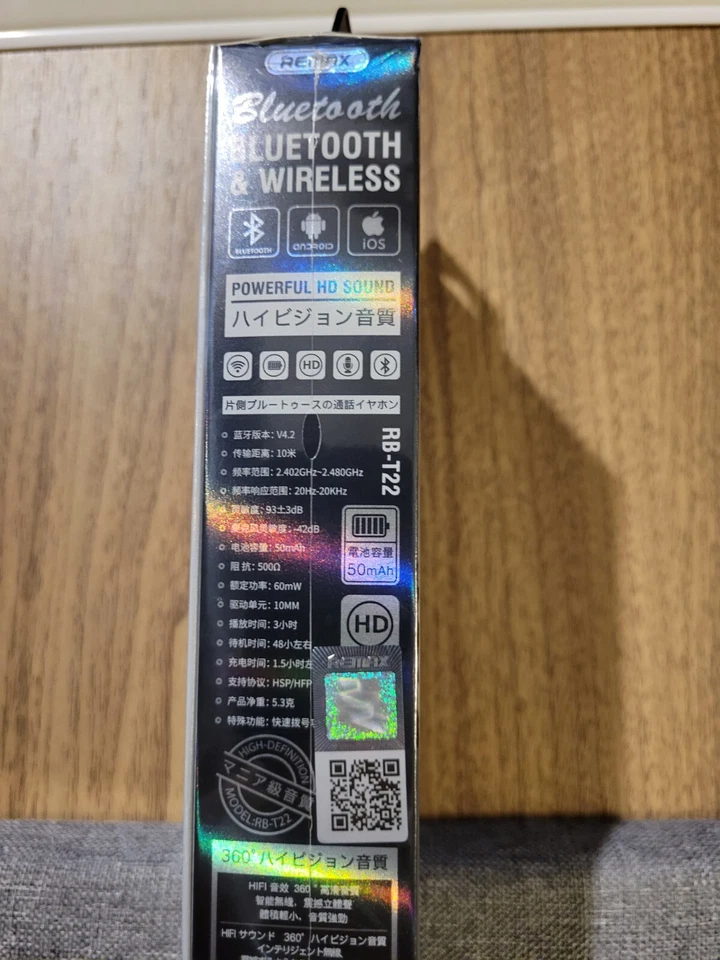 REMAX
Bluetooth
BLUETOOTH
& WIRELESS
BLUETOOTH
ANDROID
iOS
POWERFUL HD SOUND
ハイビジョン音質
HD
片側ブルートゥースの通話イヤホン
RB-T22
蓝牙版本: V4.2
传输距离: 10米
频率范围: 2.402GHz~2.480GHz
频率响应范围: 20Hz-20KHz
灵敏度: 93±3dB
麦克风灵敏度: -42dB
电池容量: 50mAh
阻 抗: 500Ω
额定功率: 60mW
驱动单元: 10MM
播放时间: 3小时
待机时间: 48小左右
充电时间: 1.5小时左
支持协议: HSP/HFP
产品净重: 5.3克
特殊功能: 快速拨号
電池容量
50mAh
HD
REMAX
HIGH-DEFINITION
マニア級音質
MODEL:RB-T22
360°ハイビジョン音質
HIFI 音效 360°高清音質
智能無線, 震撼立體聲
體積輕小, 音質強勁
HIFI サウンド 360°ハイビジョン音質
インテリジェント無線